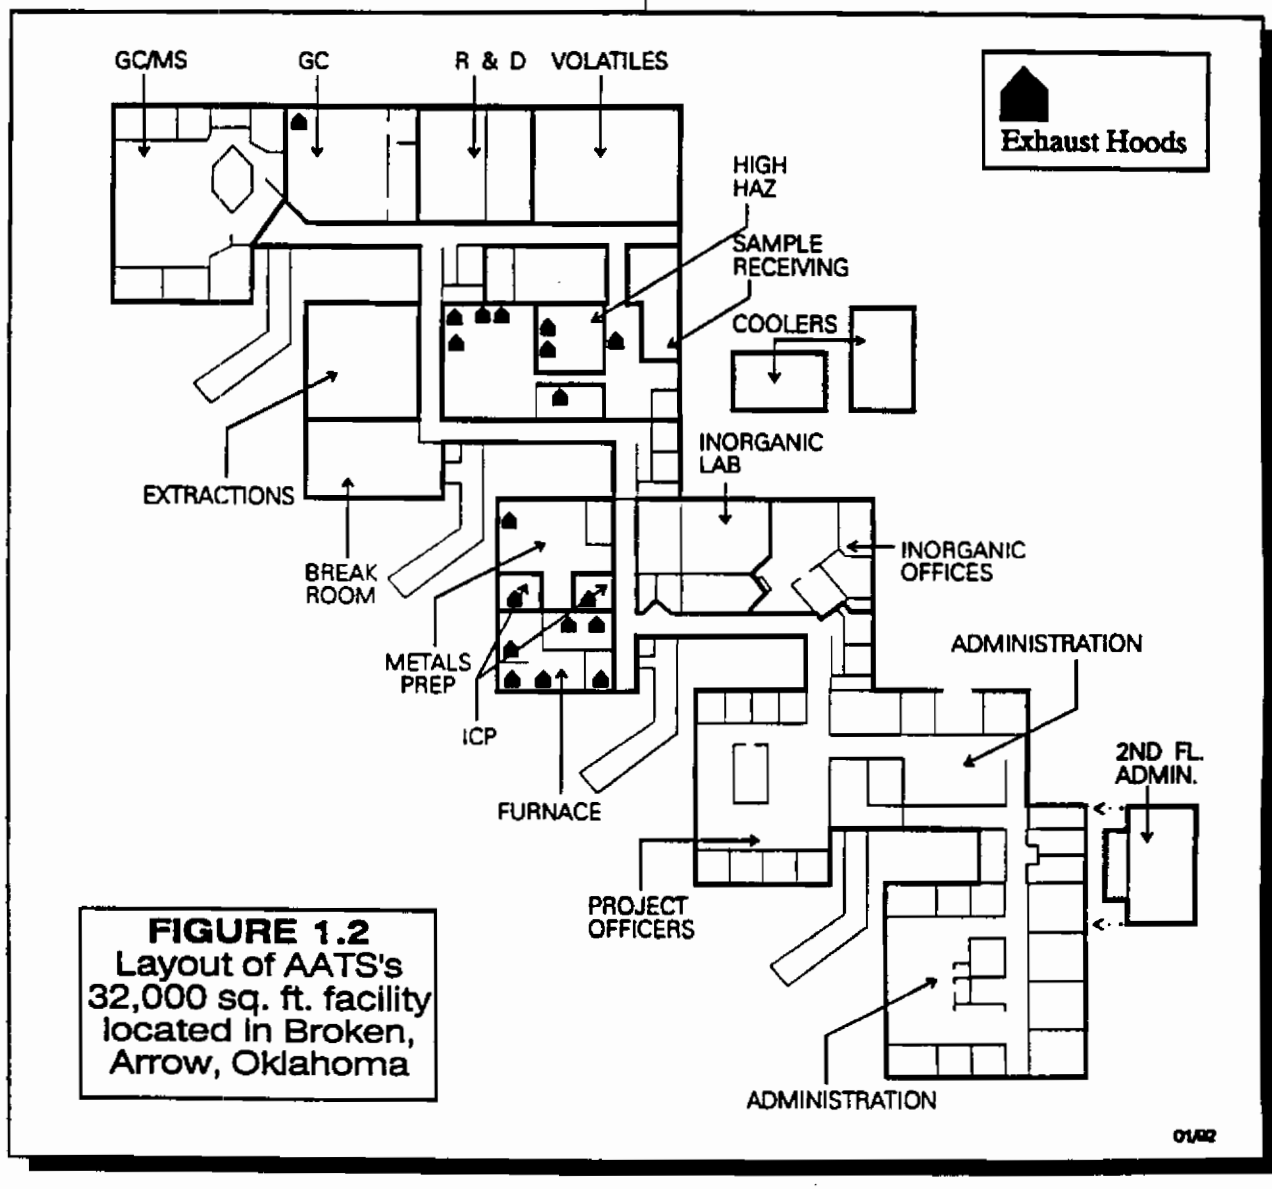 GC/MS
GC
R & D
VOLATILES
Exhaust Hoods
HIGH
HAZ
SAMPLE
RECEIVING
COOLERS
INORGANIC
LAB
EXTRACTIONS
BREAK
ROOM
INORGANIC
OFFICES
METALS
PREP
ICP
FURNACE
ADMINISTRATION
2ND FL.
ADMIN.
PROJECT
OFFICERS
FIGURE 1.2
Layout of AATS's
32,000 sq. ft. facility
located in Broken,
Arrow, Oklahoma
ADMINISTRATION
01/92